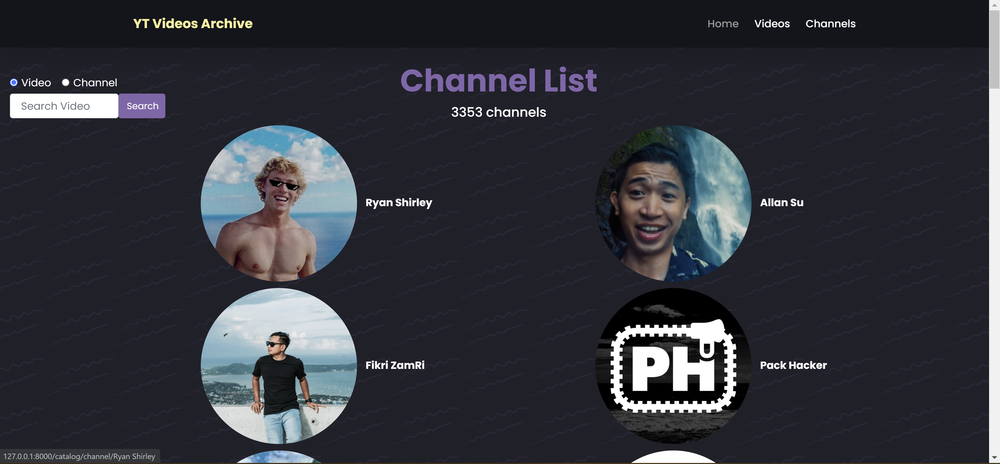 YT Videos Archive
Home Videos Channels
Video Channel
Search Video Search
Channel List
3353 channels
Ryan Shirley
Allan Su
Fikri ZamRi
PH
Pack Hacker
127.0.0.1:8000/catalog/channel/Ryan Shirley